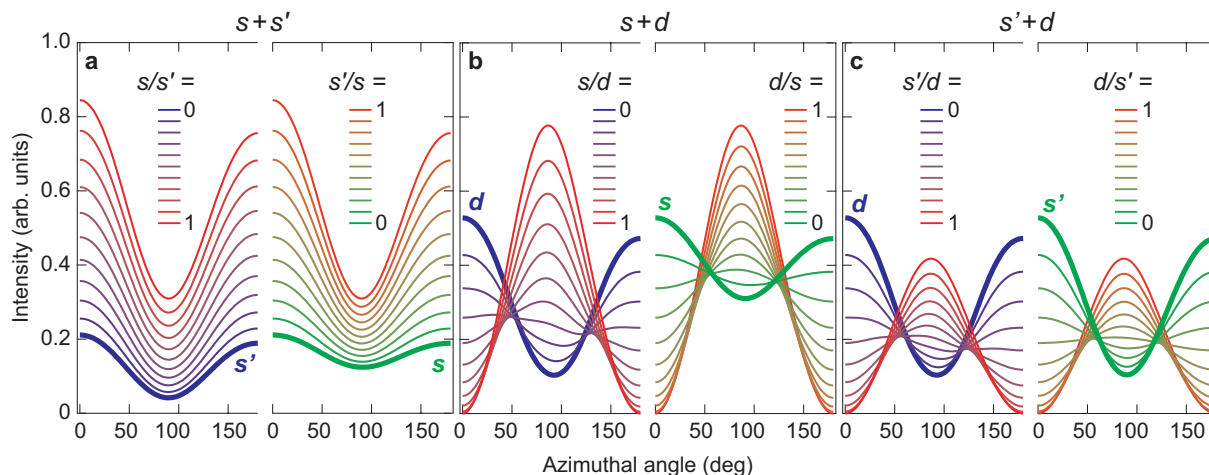 s + s' s + d s' + d
a b c
s/s' = s'/s = s/d = d/s = s'/d = d/s' =
0 1 0 1 0 1
1 0 1 0 1 0
d s d s'
s' s
1.0
0.8
0.6
0.4
0.2
0
Intensity (arb. units)
0 50 100 150 0 50 100 150 0 50 100 150 0 50 100 150 0 50 100 150 0 50 100 150
Azimuthal angle (deg)